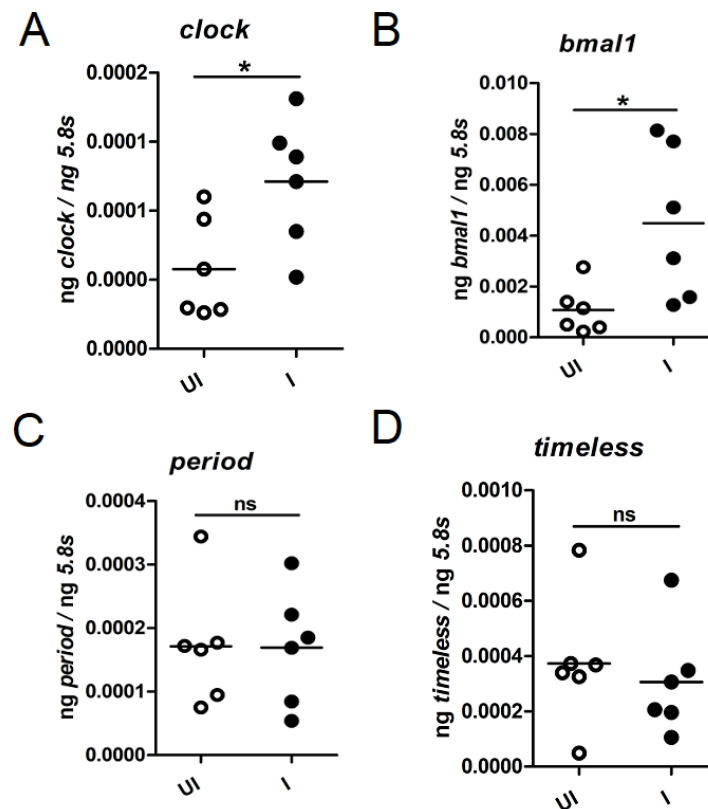 A
clock
ng clock / ng 5.8s
0.0002
0.0001
0.0001
0.0000
0.0000
*
UI
I
B
bmal1
ng bmal1 / ng 5.8s
0.010
0.008
0.006
0.004
0.002
0.000
*
UI
I
C
period
ng period / ng 5.8s
0.0004
0.0003
0.0002
0.0001
0.0000
ns
UI
I
D
timeless
ng timeless / ng 5.8s
0.0010
0.0008
0.0006
0.0004
0.0002
0.0000
ns
UI
I